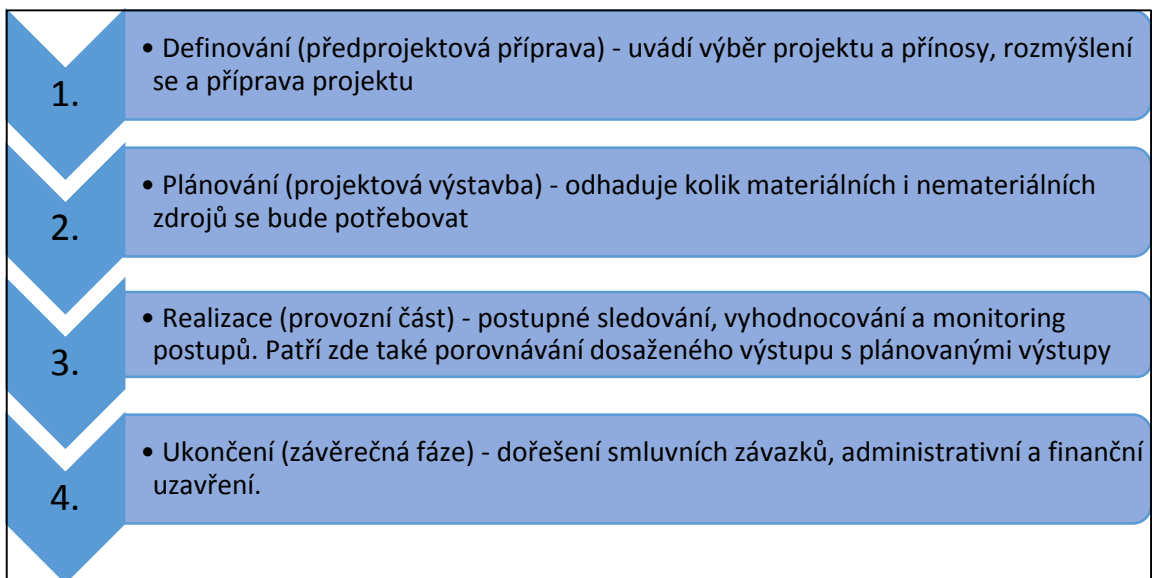 1.
• Definování (předprojektová příprava) - uvádí výběr projektu a přínosy, rozmýšlení
se a příprava projektu
2.
• Plánování (projektová výstavba) - odhaduje kolik materiálních i nemateriálních
zdrojů se bude potřebovat
3.
• Realizace (provozní část) - postupné sledování, vyhodnocování a monitoring
postupů. Patří zde také porovnávání dosaženého výstupu s plánovanými výstupy
4.
• Ukončení (závěrečná fáze) - dořešení smluvních závazků, administrativní a finanční
uzavření.